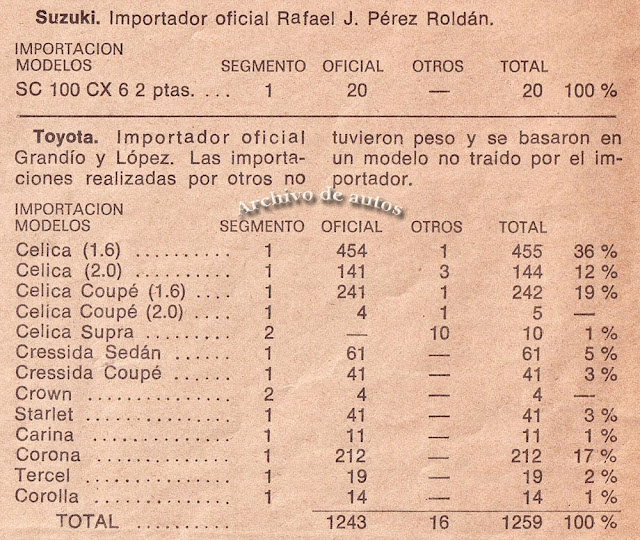 Suzuki. Importador oficial Rafael J. Pérez Roldán.
IMPORTACION
MODELOS SEGMENTO OFICIAL OTROS TOTAL
SC 100 CX 6 2 ptas. ... 1 20 — 20 100 %
Toyota. Importador oficial
Grandío y López. Las importa-
ciones realizadas por otros no
tuvieron peso y se basaron en
un modelo no traído por el im-
portador.
Archivo de autos
IMPORTACION
MODELOS SEGMENTO OFICIAL OTROS TOTAL
Celica (1.6) .......... 1 454 1 455 36 %
Celica (2.0) .......... 1 141 3 144 12 %
Celica Coupé (1.6) .... 1 241 1 242 19 %
Celica Coupé (2.0) .... 1 4 1 5 —
Celica Supra .......... 2 — 10 10 1 %
Cressida Sedán ...... 1 61 — 61 5 %
Cressida Coupé ...... 1 41 — 41 3 %
Crown .............. 2 4 — 4 —
Starlet .............. 1 41 — 41 3 %
Carina .............. 1 11 — 11 1 %
Corona .............. 1 212 — 212 17 %
Tercel .............. 1 19 — 19 2 %
Corolla .............. 1 14 — 14 1 %
TOTAL .......... 1243 16 1259 100 %